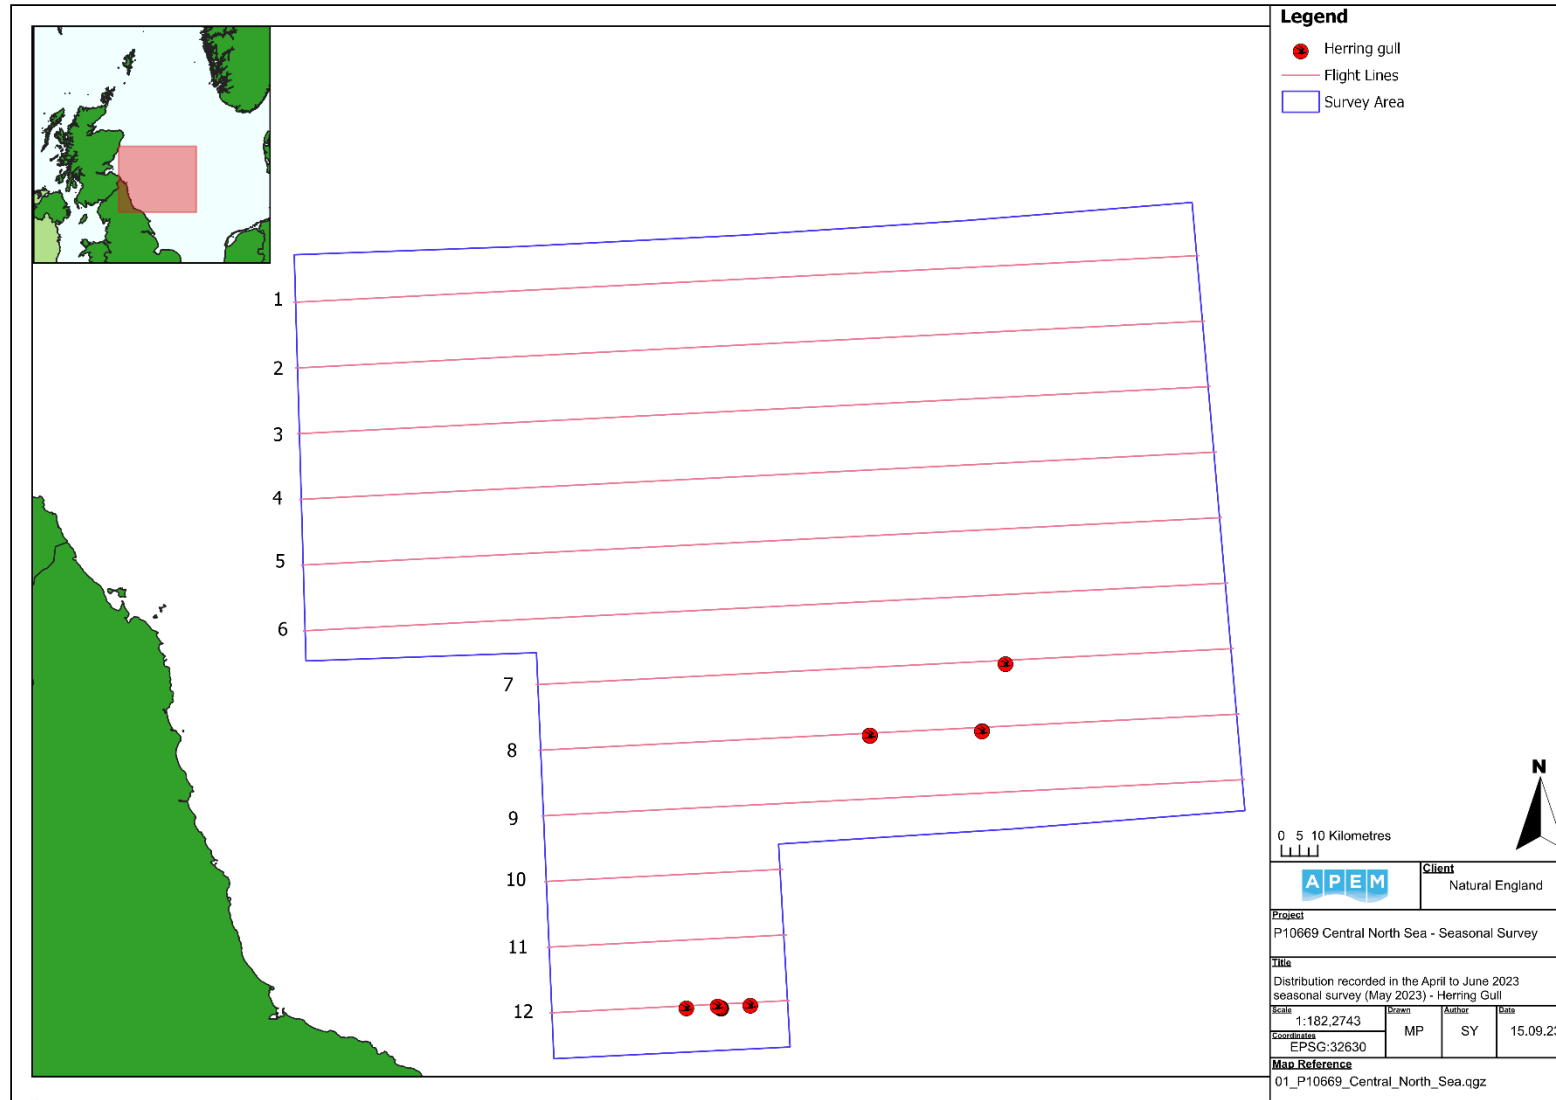 Legend
Herring gull
Flight Lines
Survey Area
1
2
3
4
5
6
7
8
9
10
11
12
N
0 5 10 Kilometres
APEM
Client
Natural England
Project
P10669 Central North Sea - Seasonal Survey
Title
Distribution recorded in the April to June 2023
seasonal survey (May 2023) - Herring Gull
Scale
1:182,2743
Drawn
MP
Author
SY
Date
15.09.23
Coordinates
EPSG:32630
Map Reference
01_P10669_Central_North_Sea.qgz